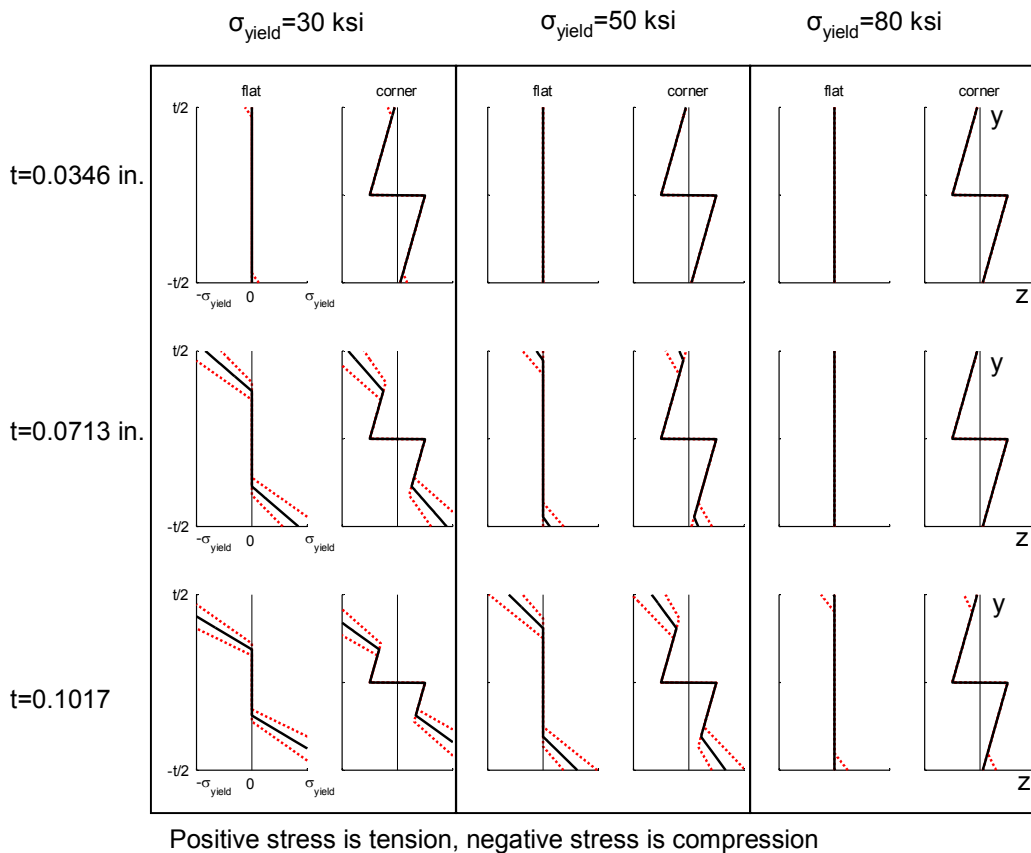 σyield=30 ksi σyield=50 ksi σyield=80 ksi
flat corner flat corner flat corner
t/2 y
t=0.0346 in.
-t/2 z
-σyield 0 σyield
t/2 y
t=0.0713 in.
-t/2 z
-σyield 0 σyield
t/2 y
t=0.1017
-t/2 z
-σyield 0 σyield
Positive stress is tension, negative stress is compression